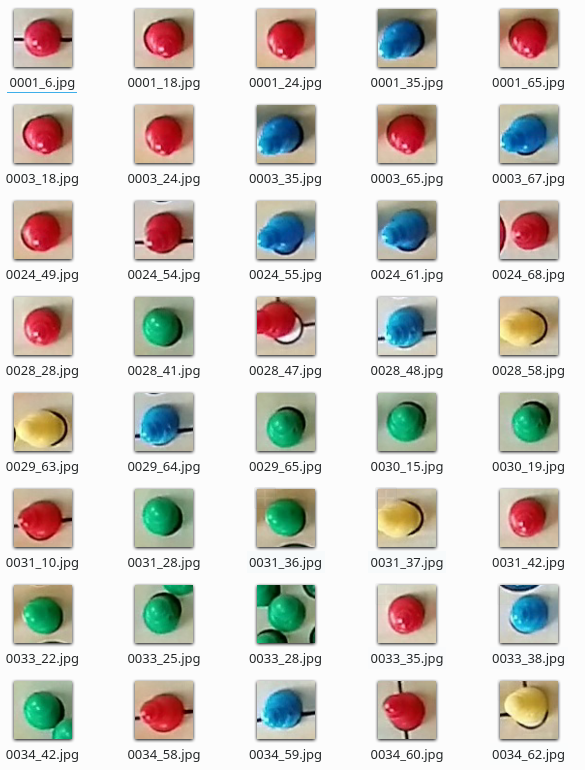 0001_6.jpg 0001_18.jpg 0001_24.jpg 0001_35.jpg 0001_65.jpg
0003_18.jpg 0003_24.jpg 0003_35.jpg 0003_65.jpg 0003_67.jpg
0024_49.jpg 0024_54.jpg 0024_55.jpg 0024_61.jpg 0024_68.jpg
0028_28.jpg 0028_41.jpg 0028_47.jpg 0028_48.jpg 0028_58.jpg
0029_63.jpg 0029_64.jpg 0029_65.jpg 0030_15.jpg 0030_19.jpg
0031_10.jpg 0031_28.jpg 0031_36.jpg 0031_37.jpg 0031_42.jpg
0033_22.jpg 0033_25.jpg 0033_28.jpg 0033_35.jpg 0033_38.jpg
0034_42.jpg 0034_58.jpg 0034_59.jpg 0034_60.jpg 0034_62.jpg